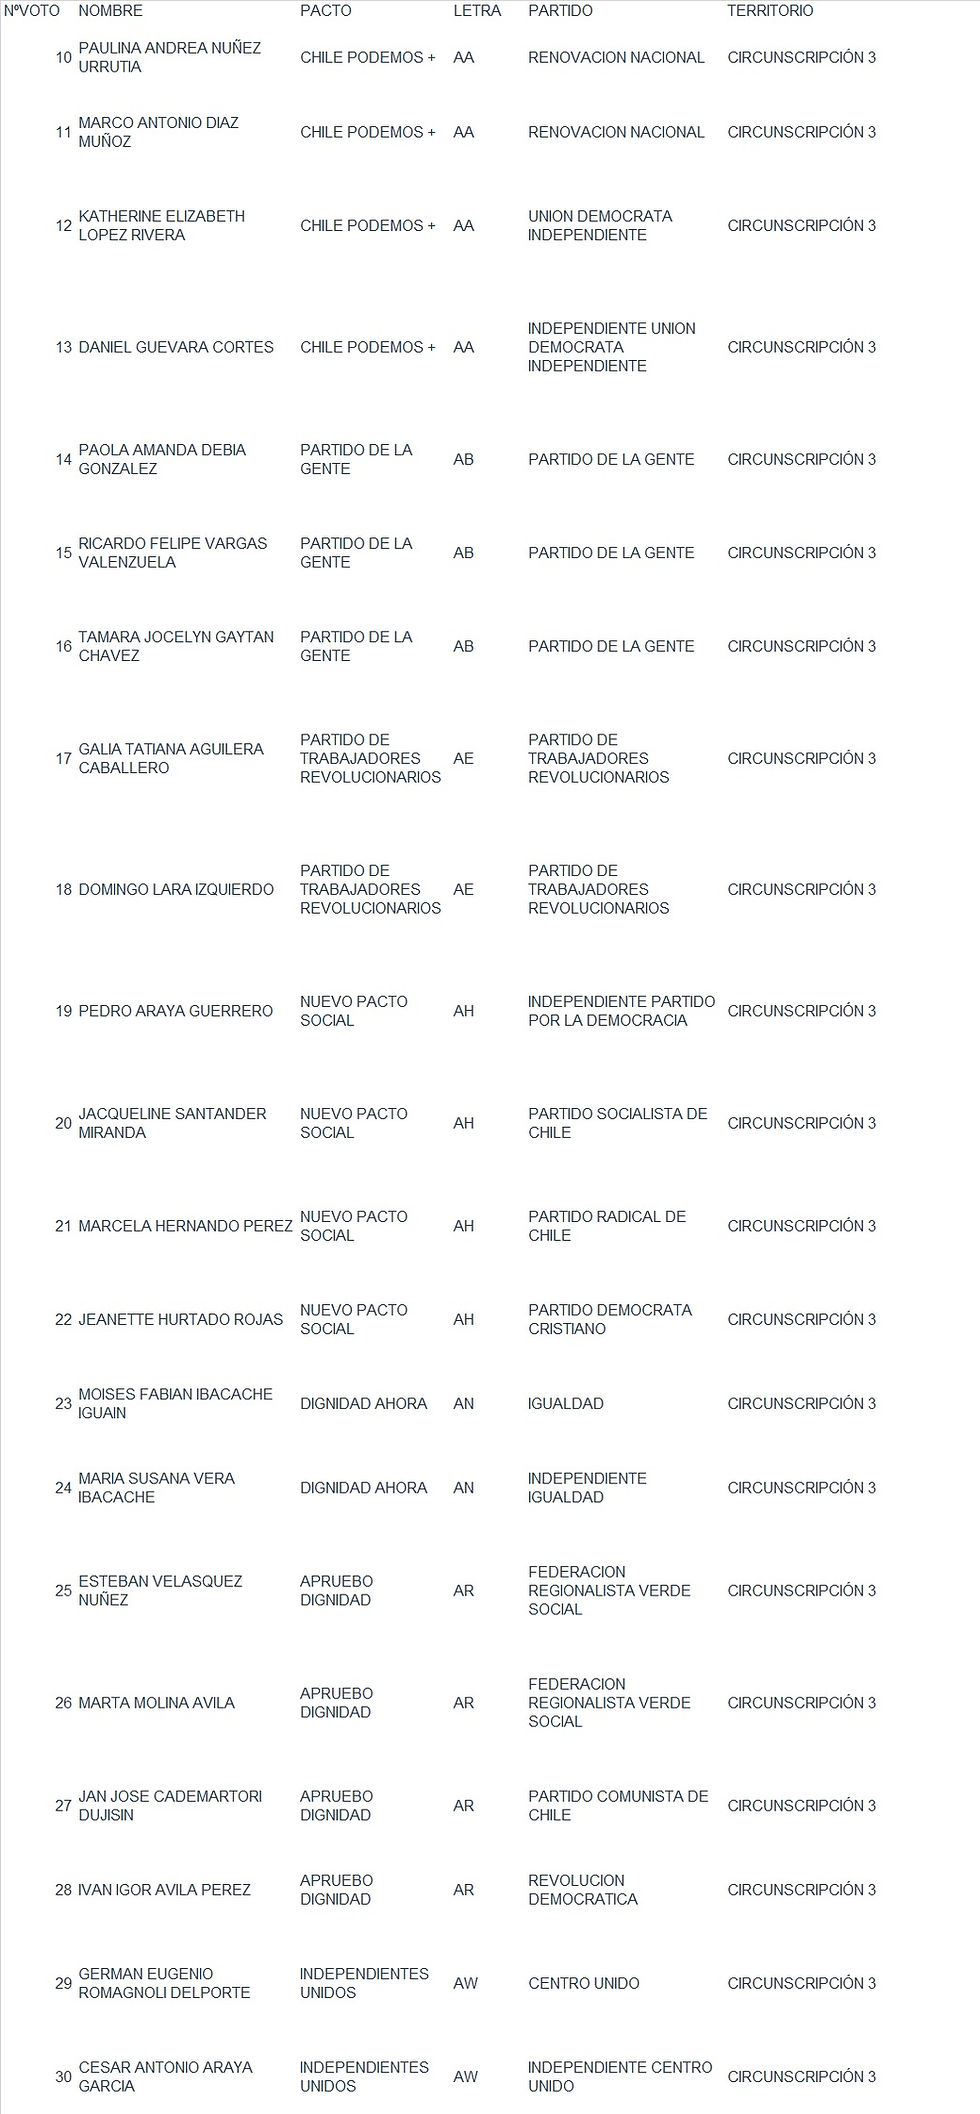 NºVOTO NOMBRE PACTO LETRA PARTIDO TERRITORIO
10 PAULINA ANDREA NUÑEZ URRUTIA CHILE PODEMOS + AA RENOVACION NACIONAL CIRCUNSCRIPCIÓN 3
11 MARCO ANTONIO DIAZ MUÑOZ CHILE PODEMOS + AA RENOVACION NACIONAL CIRCUNSCRIPCIÓN 3
12 KATHERINE ELIZABETH LOPEZ RIVERA CHILE PODEMOS + AA UNION DEMOCRATA INDEPENDIENTE CIRCUNSCRIPCIÓN 3
13 DANIEL GUEVARA CORTES CHILE PODEMOS + AA INDEPENDIENTE UNION DEMOCRATA INDEPENDIENTE CIRCUNSCRIPCIÓN 3
14 PAOLA AMANDA DEBIA GONZALEZ PARTIDO DE LA GENTE AB PARTIDO DE LA GENTE CIRCUNSCRIPCIÓN 3
15 RICARDO FELIPE VARGAS VALENZUELA PARTIDO DE LA GENTE AB PARTIDO DE LA GENTE CIRCUNSCRIPCIÓN 3
16 TAMARA JOCELYN GAYTAN CHAVEZ PARTIDO DE LA GENTE AB PARTIDO DE LA GENTE CIRCUNSCRIPCIÓN 3
17 GALIA TATIANA AGUILERA CABALLERO PARTIDO DE TRABAJADORES REVOLUCIONARIOS AE PARTIDO DE TRABAJADORES REVOLUCIONARIOS CIRCUNSCRIPCIÓN 3
18 DOMINGO LARA IZQUIERDO PARTIDO DE TRABAJADORES REVOLUCIONARIOS AE PARTIDO DE TRABAJADORES REVOLUCIONARIOS CIRCUNSCRIPCIÓN 3
19 PEDRO ARAYA GUERRERO NUEVO PACTO SOCIAL AH INDEPENDIENTE PARTIDO POR LA DEMOCRACIA CIRCUNSCRIPCIÓN 3
20 JACQUELINE SANTANDER MIRANDA NUEVO PACTO SOCIAL AH PARTIDO SOCIALISTA DE CHILE CIRCUNSCRIPCIÓN 3
21 MARCELA HERNANDO PEREZ NUEVO PACTO SOCIAL AH PARTIDO RADICAL DE CHILE CIRCUNSCRIPCIÓN 3
22 JEANETTE HURTADO ROJAS NUEVO PACTO SOCIAL AH PARTIDO DEMOCRATA CRISTIANO CIRCUNSCRIPCIÓN 3
23 MOISES FABIAN IBACACHE IGUAIN DIGNIDAD AHORA AN IGUALDAD CIRCUNSCRIPCIÓN 3
24 MARIA SUSANA VERA IBACACHE DIGNIDAD AHORA AN INDEPENDIENTE IGUALDAD CIRCUNSCRIPCIÓN 3
25 ESTEBAN VELASQUEZ NUÑEZ APRUEBO DIGNIDAD AR FEDERACION REGIONALISTA VERDE SOCIAL CIRCUNSCRIPCIÓN 3
26 MARTA MOLINA AVILA APRUEBO DIGNIDAD AR FEDERACION REGIONALISTA VERDE SOCIAL CIRCUNSCRIPCIÓN 3
27 JAN JOSE CADEMARTORI DUJISIN APRUEBO DIGNIDAD AR PARTIDO COMUNISTA DE CHILE CIRCUNSCRIPCIÓN 3
28 IVAN IGOR AVILA PEREZ APRUEBO DIGNIDAD AR REVOLUCION DEMOCRATICA CIRCUNSCRIPCIÓN 3
29 GERMAN EUGENIO ROMAGNOLI DELPORTE INDEPENDIENTES UNIDOS AW CENTRO UNIDO CIRCUNSCRIPCIÓN 3
30 CESAR ANTONIO ARAYA GARCIA INDEPENDIENTES UNIDOS AW INDEPENDIENTE CENTRO UNIDO CIRCUNSCRIPCIÓN 3